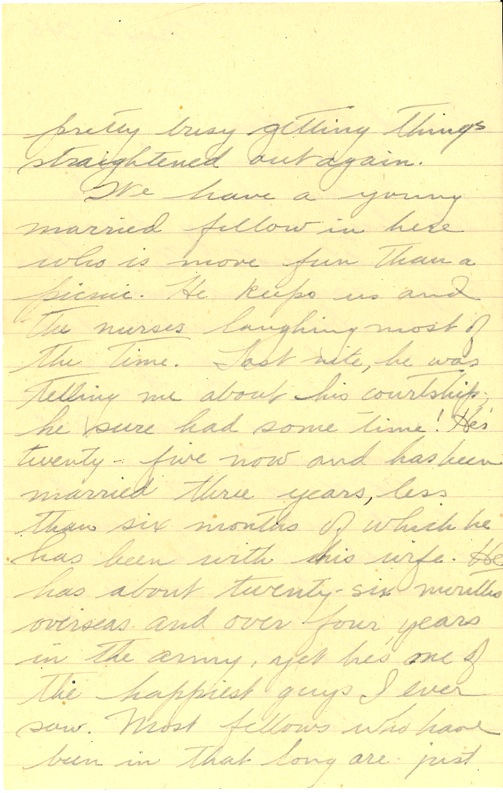 pretty busy getting things
straightened out again.
We have a young
married fellow in here
who is more fun than a
picnic. He keeps us and
the nurses laughing most of
the time. Last nite, he was
telling me about his courtship,
he sure had some time! He's
twenty-five now and has been
married three years, less
than six months of which he
has been with his wife. He
has about twenty-six months
overseas and over four years
in the army, yet he's one of
the happiest guys I ever
saw. Most fellows who have
been in that long are just